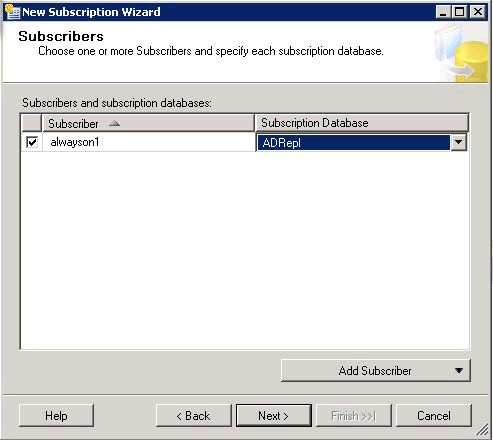 New Subscription Wizard
Subscribers
Choose one or more Subscribers and specify each subscription database.
Subscribers and subscription databases:
Subscriber Subscription Database
alwayson1 ADRepl
Add Subscriber
Help < Back Next > Finish >>| Cancel